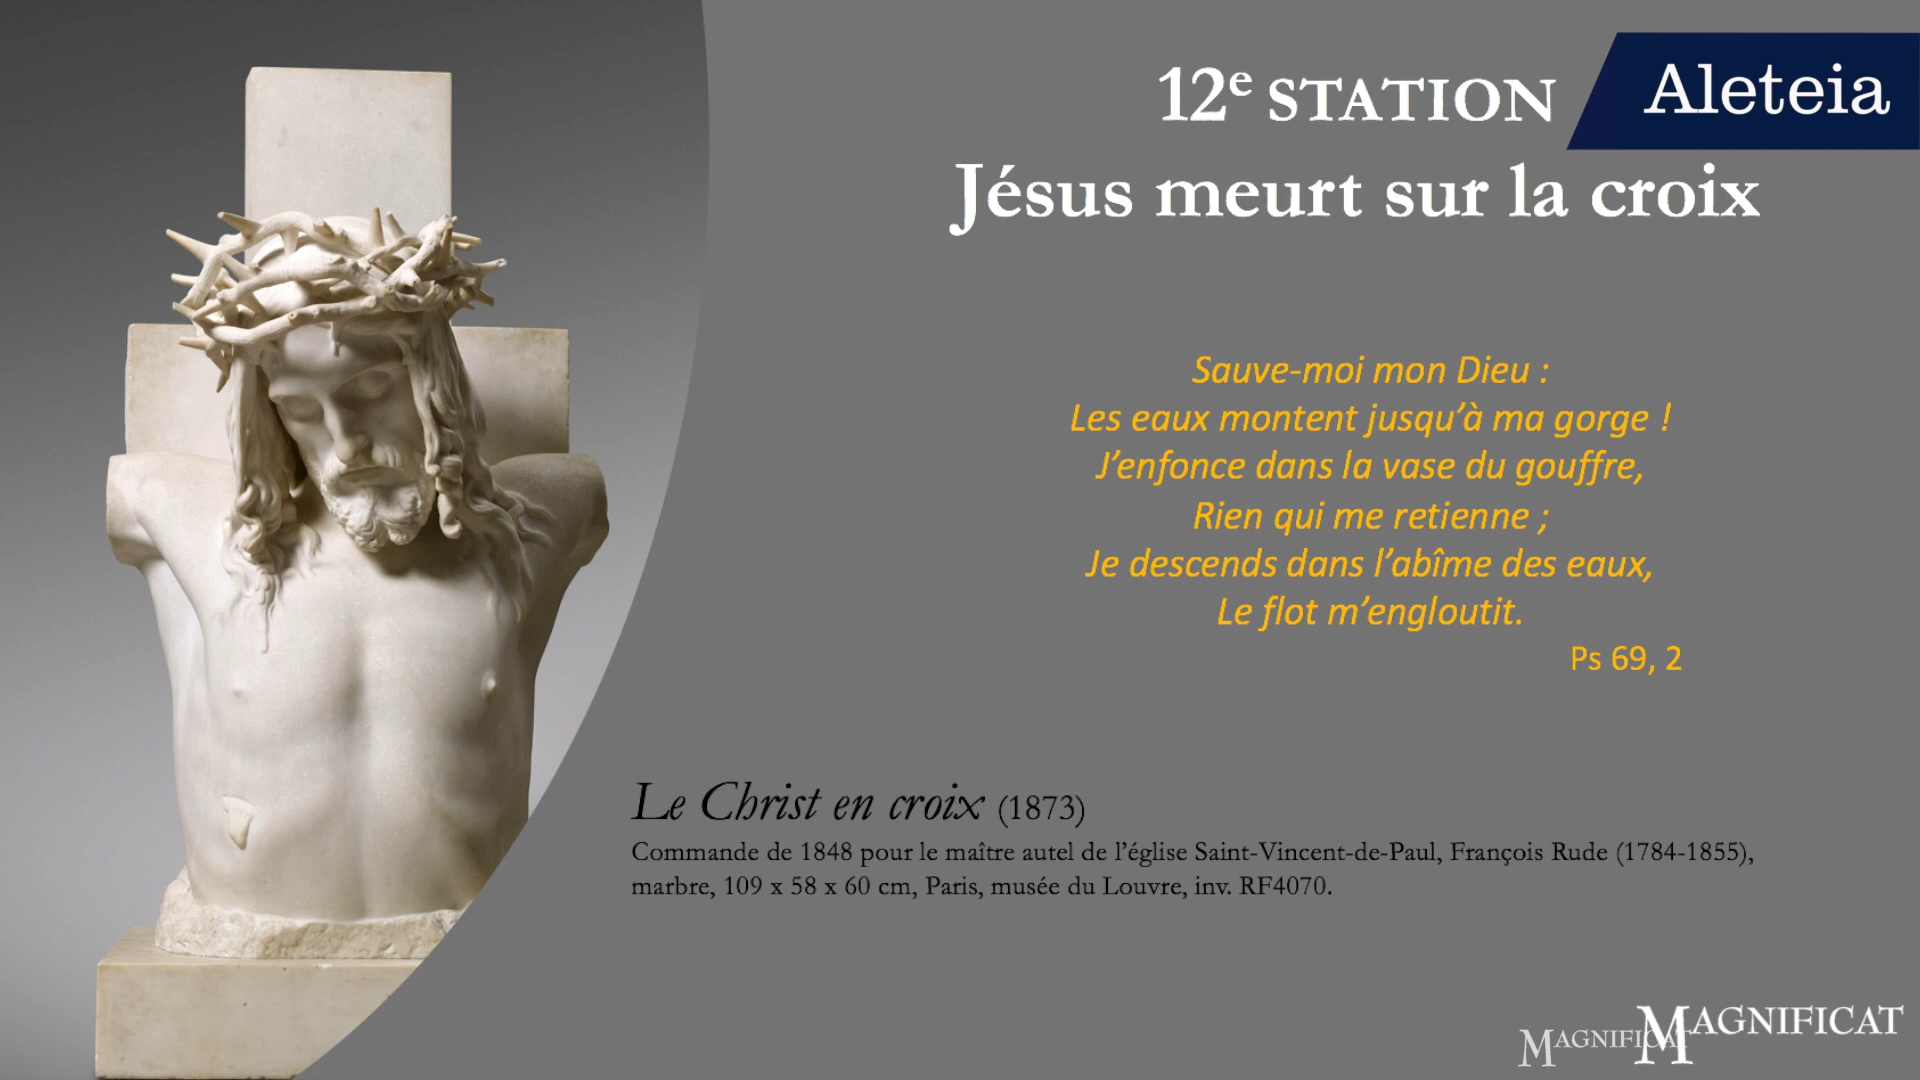 12e STATION
Aleteia
Jésus meurt sur la croix
Sauve-moi mon Dieu :
Les eaux montent jusqu’à ma gorge !
J’enfonce dans la vase du gouffre,
Rien qui me retienne ;
Je descends dans l’abîme des eaux,
Le flot m’engloutit.
Ps 69, 2
Le Christ en croix (1873)
Commande de 1848 pour le maître autel de l’église Saint-Vincent-de-Paul, François Rude (1784-1855),
marbre, 109 x 58 x 60 cm, Paris, musée du Louvre, inv. RF4070.
MAGNIFICAT
MAGNIFICAT